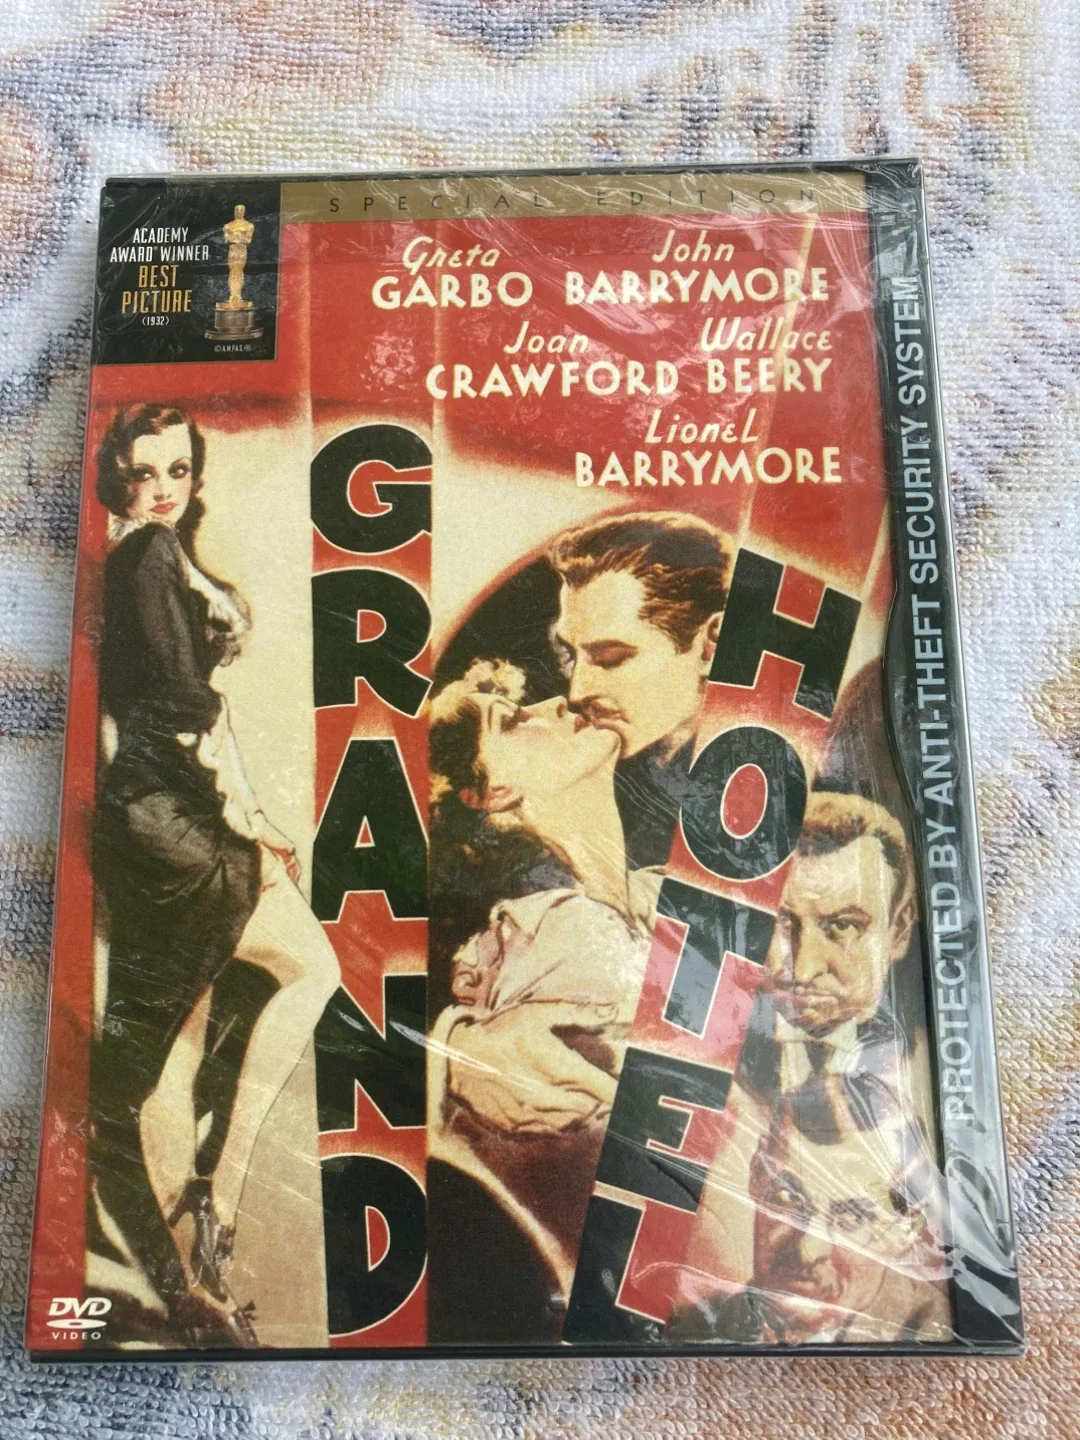 SPECIAL EDITION
ACADEMY
AWARD WINNER
BEST
PICTURE
(1932)
©A.M.P.A.S.®
Greta
GARBO
John
BARRYMORE
Joan
CRAWFORD
Wallace
BEERY
Lionel
BARRYMORE
GRAND
HOTEL
PROTECTED BY ANTI-THEFT SECURITY SYSTEM
DVD
VIDEO